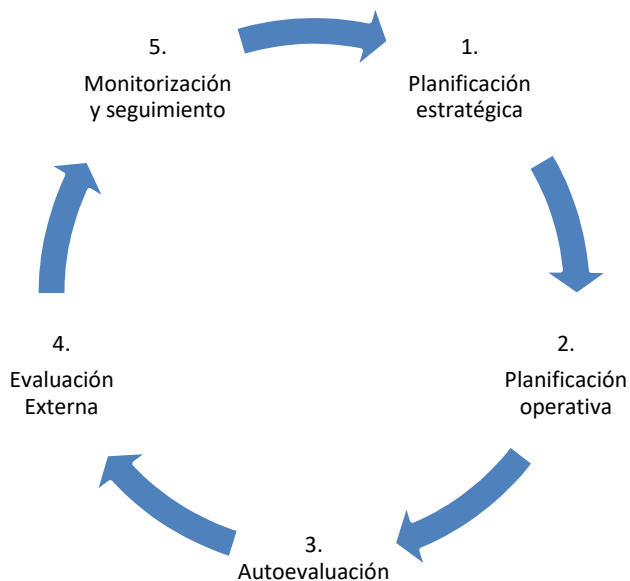 1.
Planificación
estratégica
2.
Planificación
operativa
3.
Autoevaluación
4.
Evaluación
Externa
5.
Monitorización
y seguimiento